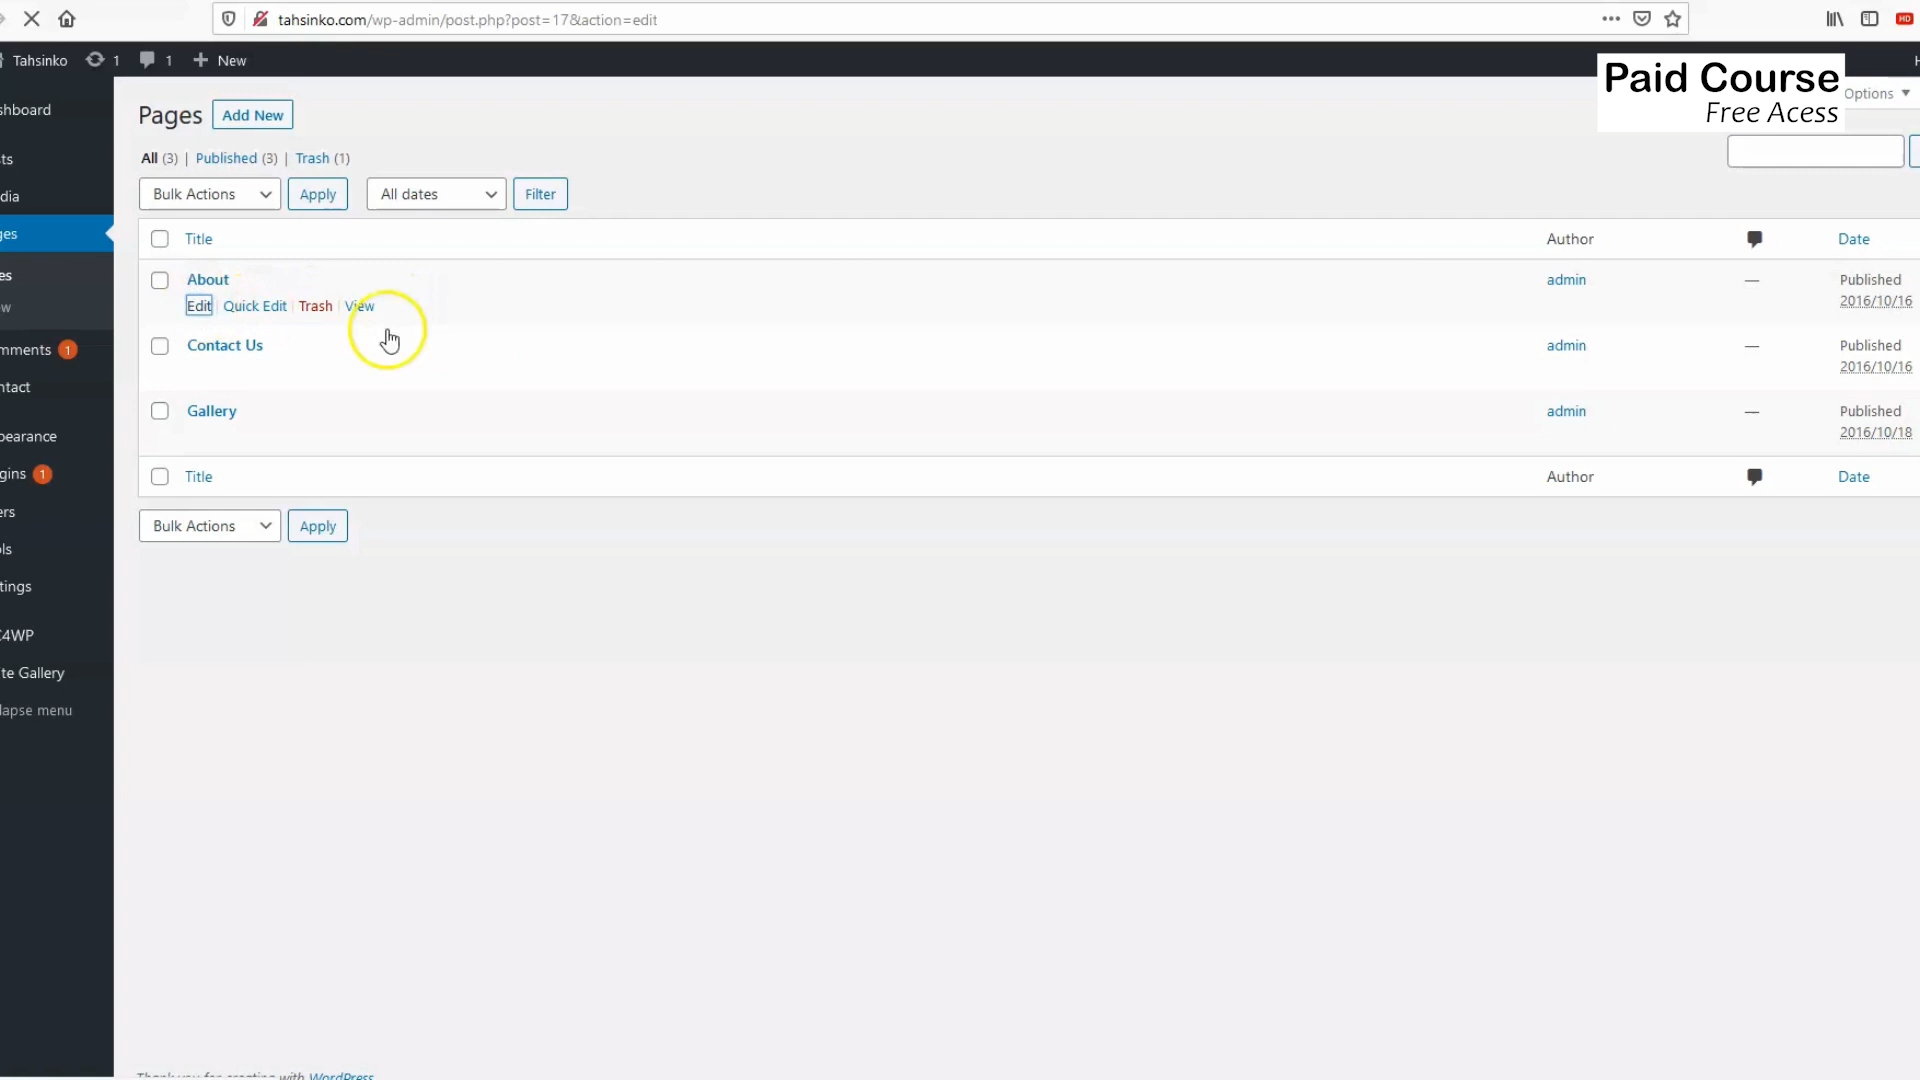 tahsinko.com/wp-admin/post.php?post=17&action=edit
HD
Tahsinko 1 1 New
Paid Course
Free Acess
Options
shboard
sts
dia
ges
es
w
mments 1
ntact
pearance
gins 1
ers
ols
tings
C4WP
te Gallery
lapse menu
Pages Add New
All (3) | Published (3) | Trash (1)
Bulk Actions Apply All dates Filter
Title Author Date
About admin — Published
2016/10/16
Edit | Quick Edit | Trash | View
Contact Us admin — Published
2016/10/16
Gallery admin — Published
2016/10/18
Title Author Date
Bulk Actions Apply
Thank you for creating with WordPress